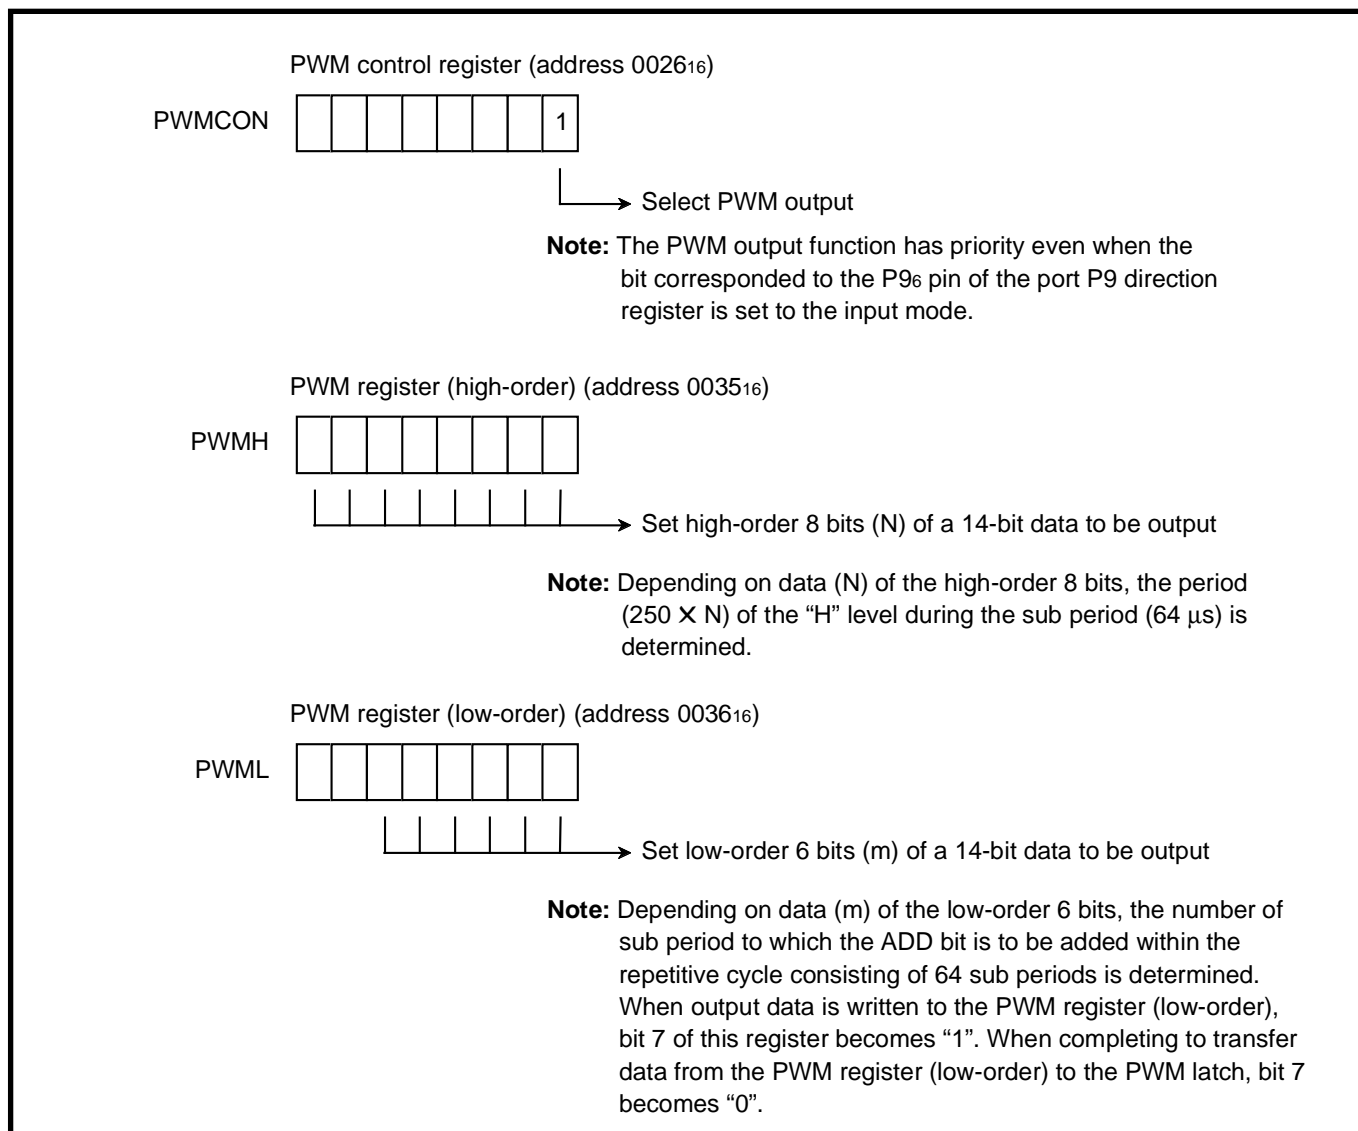 PWM control register (address 002616)
PWMCON
1
Select PWM output
Note: The PWM output function has priority even when the
bit corresponded to the P96 pin of the port P9 direction
register is set to the input mode.
PWM register (high-order) (address 003516)
PWMH
Set high-order 8 bits (N) of a 14-bit data to be output
Note: Depending on data (N) of the high-order 8 bits, the period
(250 ✕ N) of the “H” level during the sub period (64 μs) is
determined.
PWM register (low-order) (address 003616)
PWML
Set low-order 6 bits (m) of a 14-bit data to be output
Note: Depending on data (m) of the low-order 6 bits, the number of
sub period to which the ADD bit is to be added within the
repetitive cycle consisting of 64 sub periods is determined.
When output data is written to the PWM register (low-order),
bit 7 of this register becomes “1”. When completing to transfer
data from the PWM register (low-order) to the PWM latch, bit 7
becomes “0”.